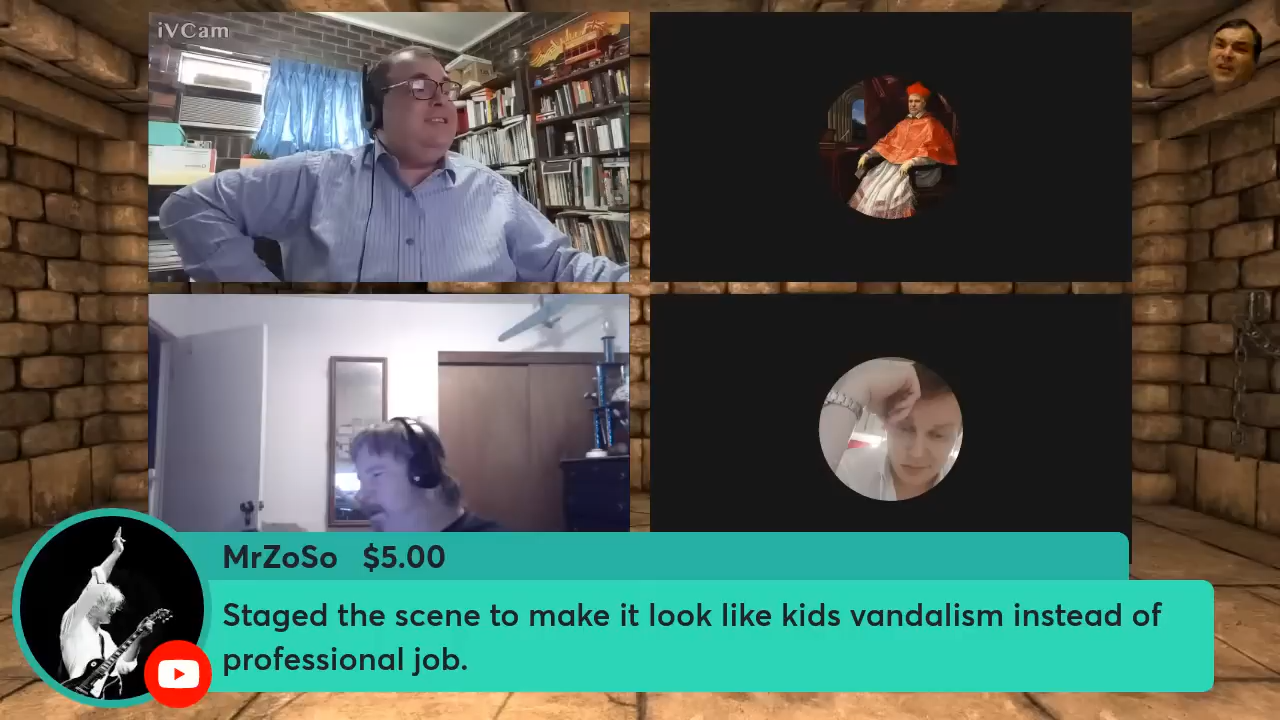 iVCam
MrZoSo $5.00
Staged the scene to make it look like kids vandalism instead of
professional job.